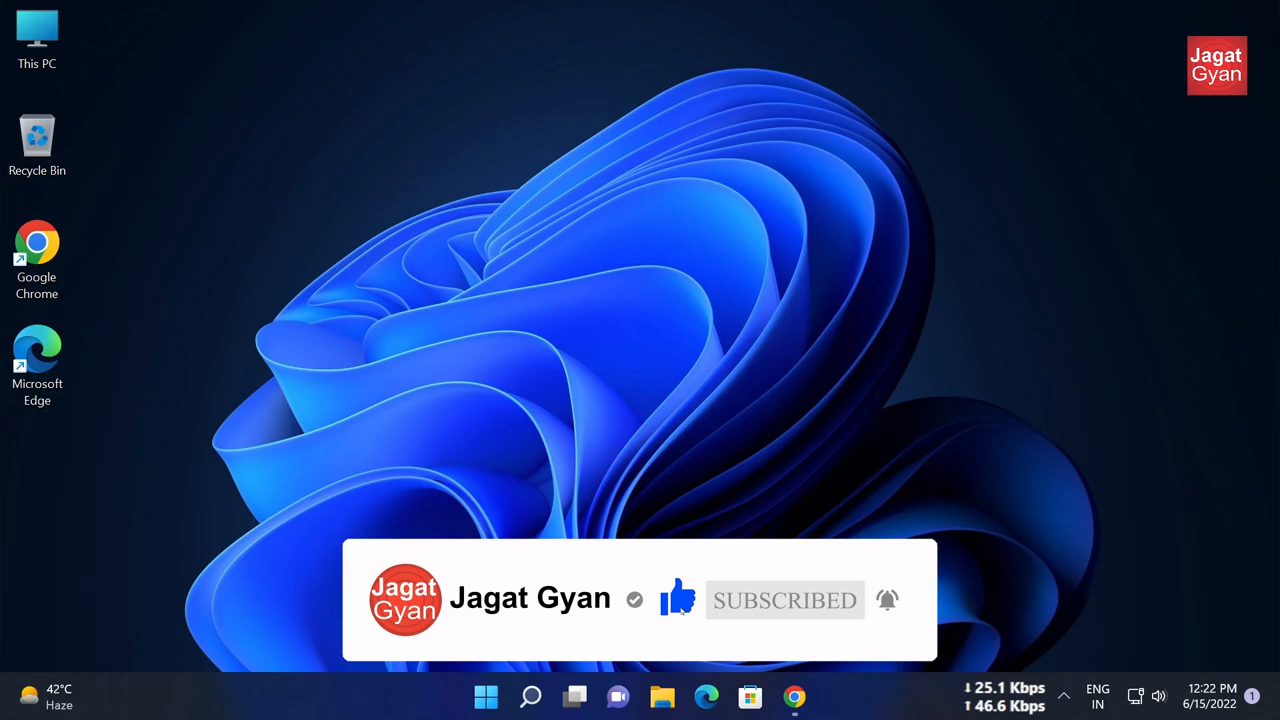 This PC
Recycle Bin
Google
Chrome
Microsoft
Edge
Jagat
Gyan
Jagat
Gyan
Jagat Gyan
SUBSCRIBED
42°C
Haze
25.1 Kbps
46.6 Kbps
ENG
IN
12:22 PM
6/15/2022
1